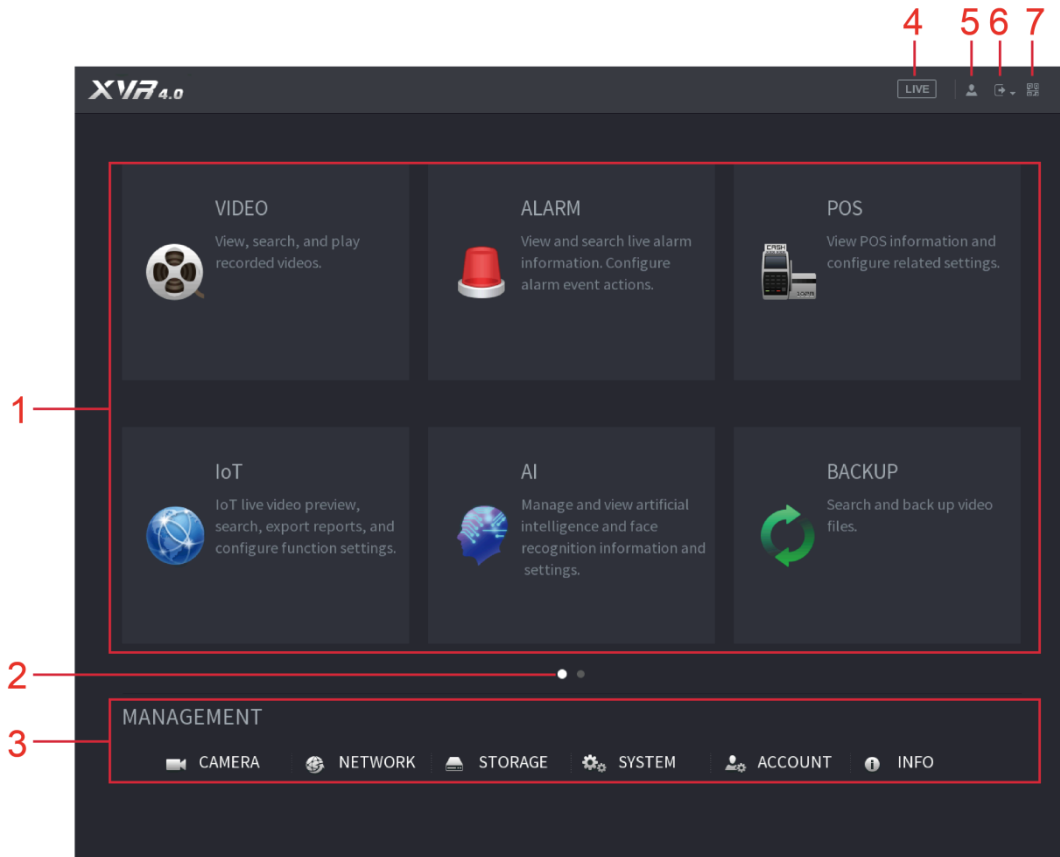 4 5 6 7
XVR 4.0
LIVE
VIDEO
View, search, and play
recorded videos.
ALARM
View and search live alarm
information. Configure
alarm event actions.
POS
View POS information and
configure related settings.
CASH
1
IoT
IoT live video preview,
search, export reports, and
configure function settings.
AI
Manage and view artificial
intelligence and face
recognition information and
settings.
BACKUP
Search and back up video
files.
2
3
MANAGEMENT
CAMERA NETWORK STORAGE SYSTEM ACCOUNT INFO